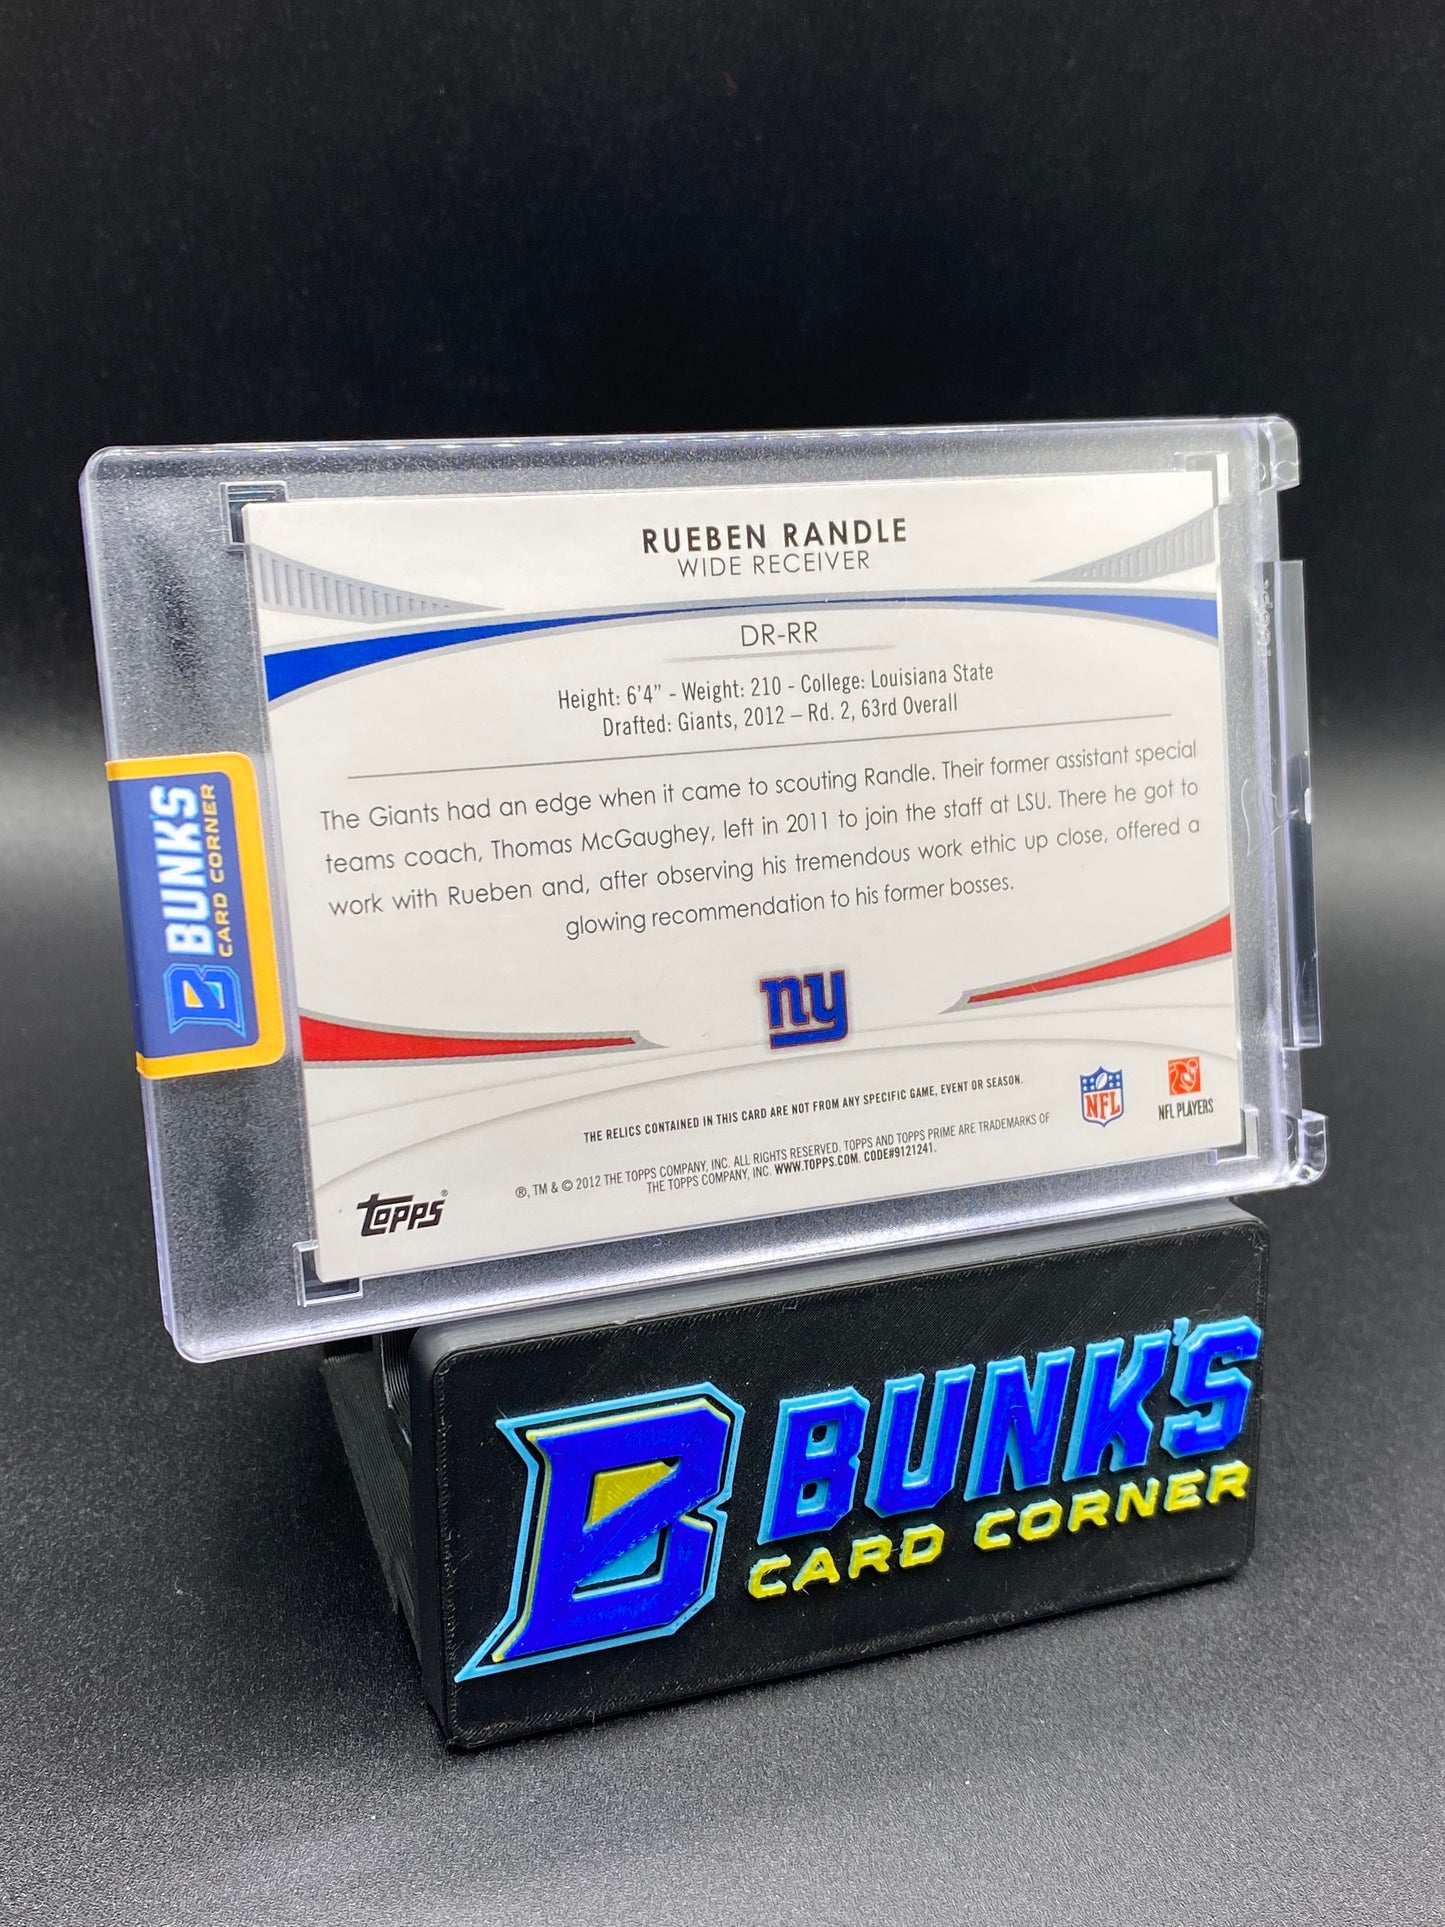 RUEBEN RANDLE
WIDE RECEIVER
DR-RR
Height: 6'4" - Weight: 210 - College: Louisiana State
Drafted: Giants, 2012 – Rd. 2, 63rd Overall
The Giants had an edge when it came to scouting Randle. Their former assistant special
teams coach, Thomas McGaughey, left in 2011 to join the staff at LSU. There he got to
work with Rueben and, after observing his tremendous work ethic up close, offered a
glowing recommendation to his former bosses.
ny
THE RELICS CONTAINED IN THIS CARD ARE NOT FROM ANY SPECIFIC GAME, EVENT OR SEASON.
NFL
NFL PLAYERS
®, TM & © 2012 THE TOPPS COMPANY, INC. ALL RIGHTS RESERVED. TOPPS AND TOPPS PRIME ARE TRADEMARKS OF
THE TOPPS COMPANY, INC. WWW.TOPPS.COM. CODE#9121241.
Topps®
B BUNK'S
CARD CORNER
B BUNK'S
CARD CORNER